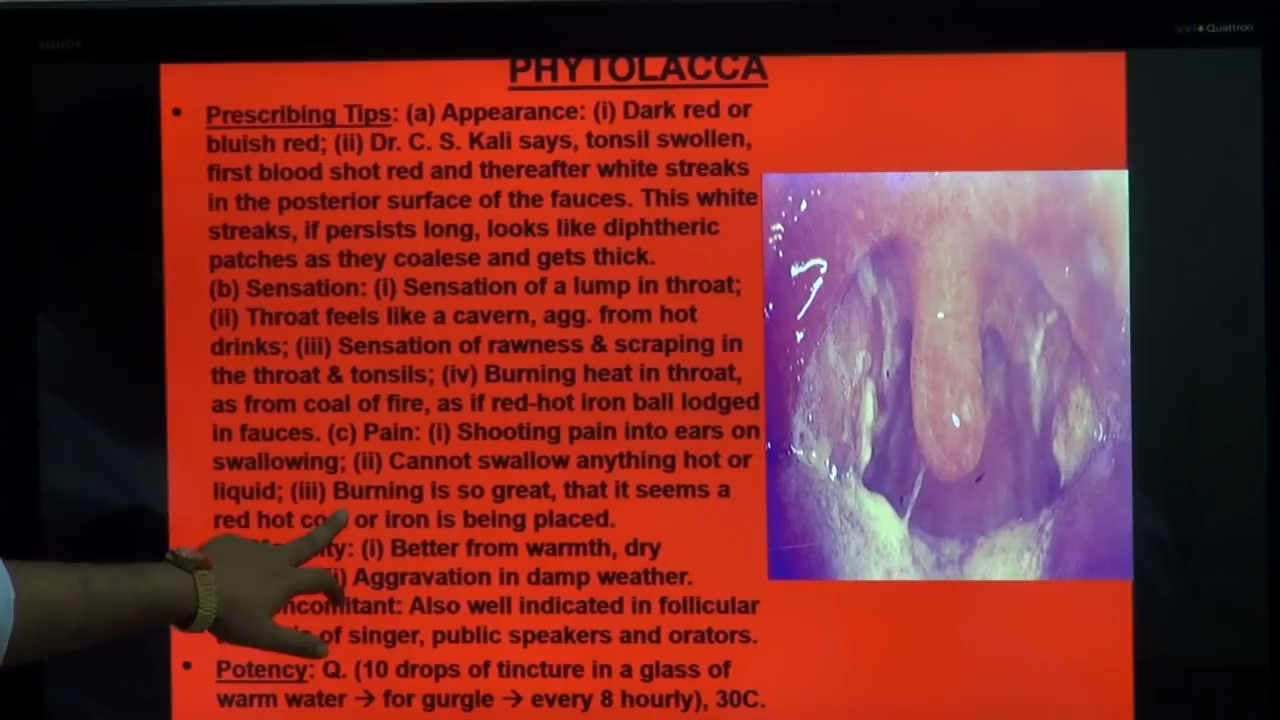 AQUOS
Quattron
PHYTOLACCA
• Prescribing Tips: (a) Appearance: (i) Dark red or
bluish red; (ii) Dr. C. S. Kali says, tonsil swollen,
first blood shot red and thereafter white streaks
in the posterior surface of the fauces. This white
streaks, if persists long, looks like diphtheric
patches as they coalese and gets thick.
(b) Sensation: (i) Sensation of a lump in throat;
(ii) Throat feels like a cavern, agg. from hot
drinks; (iii) Sensation of rawness & scraping in
the throat & tonsils; (iv) Burning heat in throat,
as from coal of fire, as if red-hot iron ball lodged
in fauces. (c) Pain: (i) Shooting pain into ears on
swallowing; (ii) Cannot swallow anything hot or
liquid; (iii) Burning is so great, that it seems a
red hot or iron is being placed.
(i) Better from warmth, dry
Aggravation in damp weather.
Also well indicated in follicular
of singer, public speakers and orators.
• Potency: Q. (10 drops of tincture in a glass of
warm water → for gurgle → every 8 hourly), 30C.